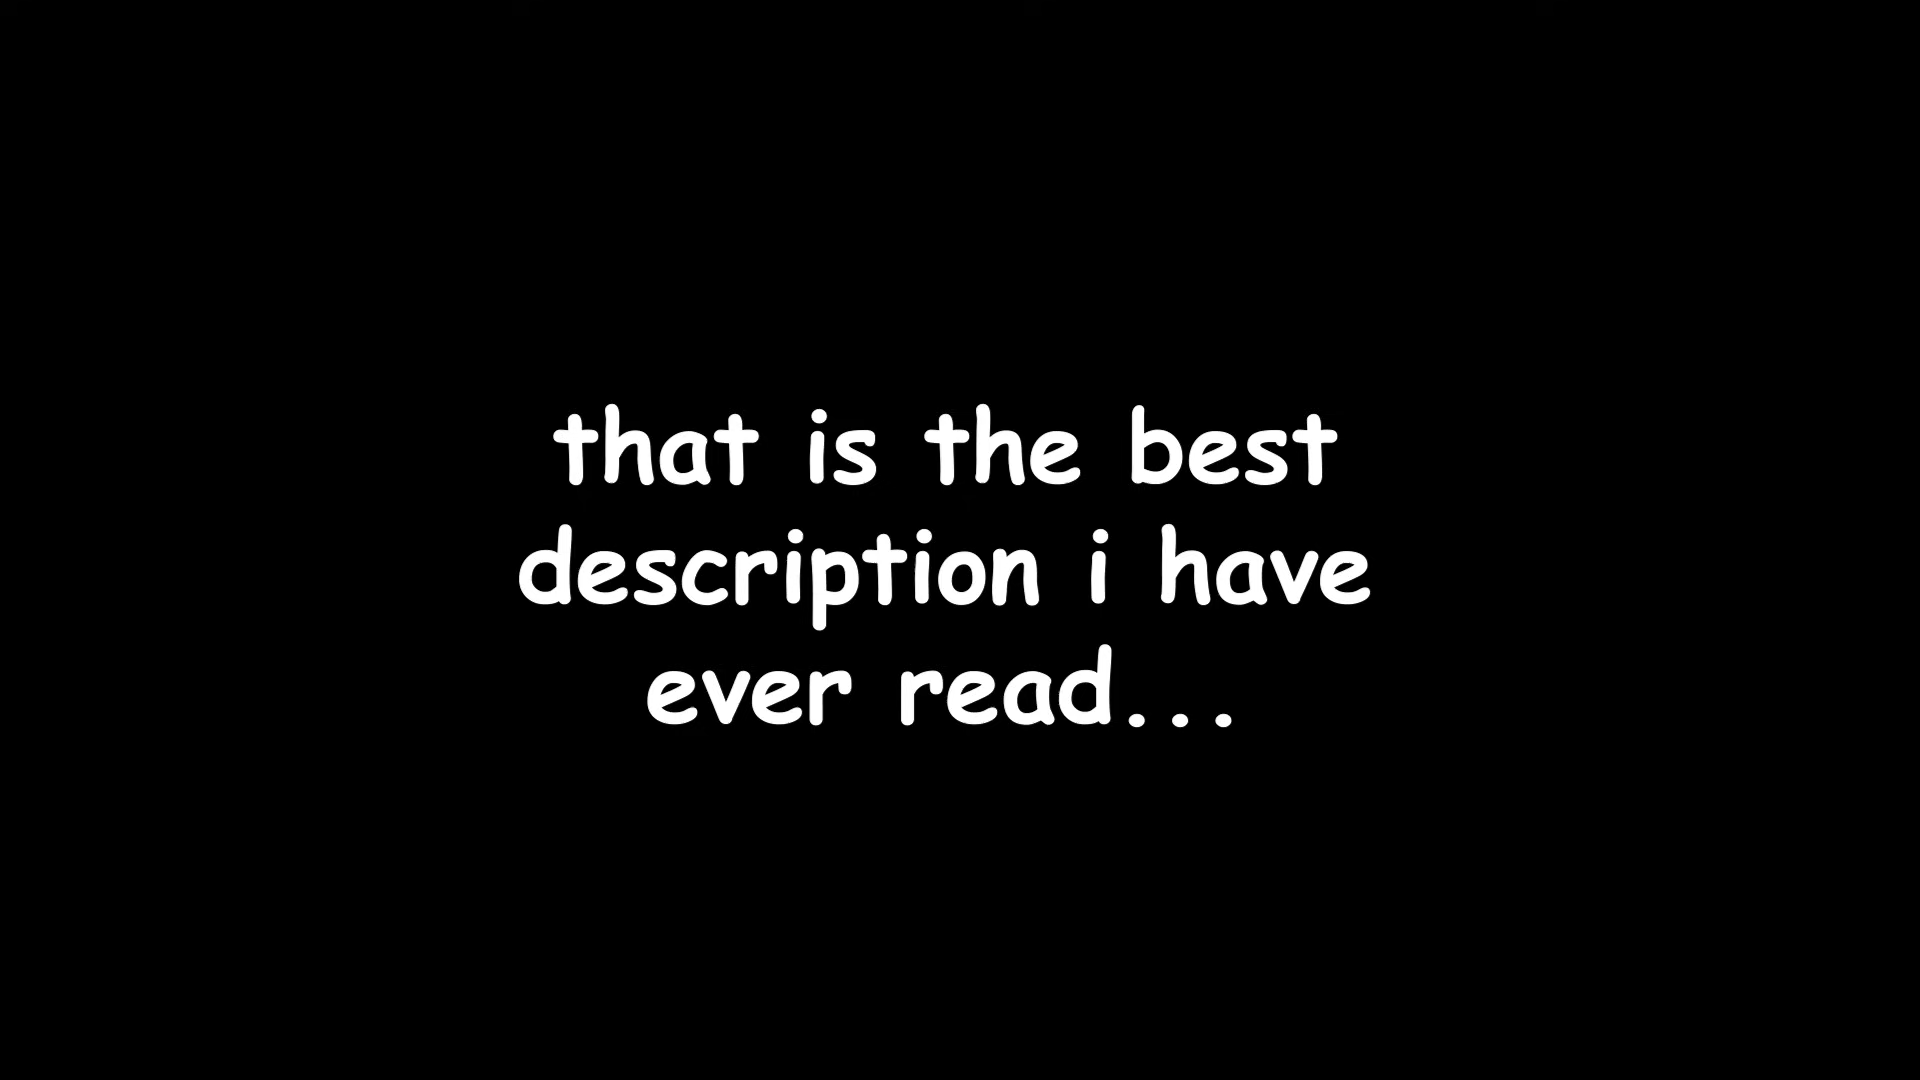 that is the best
description i have
ever read...